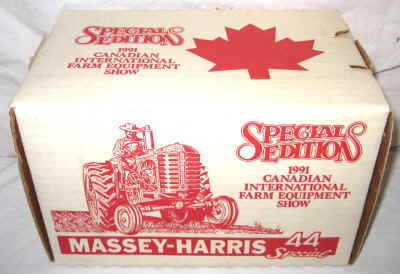 SPECIAL
EDITION
1991
CANADIAN
INTERNATIONAL
FARM EQUIPMENT
SHOW
SPECIAL
EDITION
1991
CANADIAN
INTERNATIONAL
FARM EQUIPMENT
SHOW
MASSEY-HARRIS 44
Special